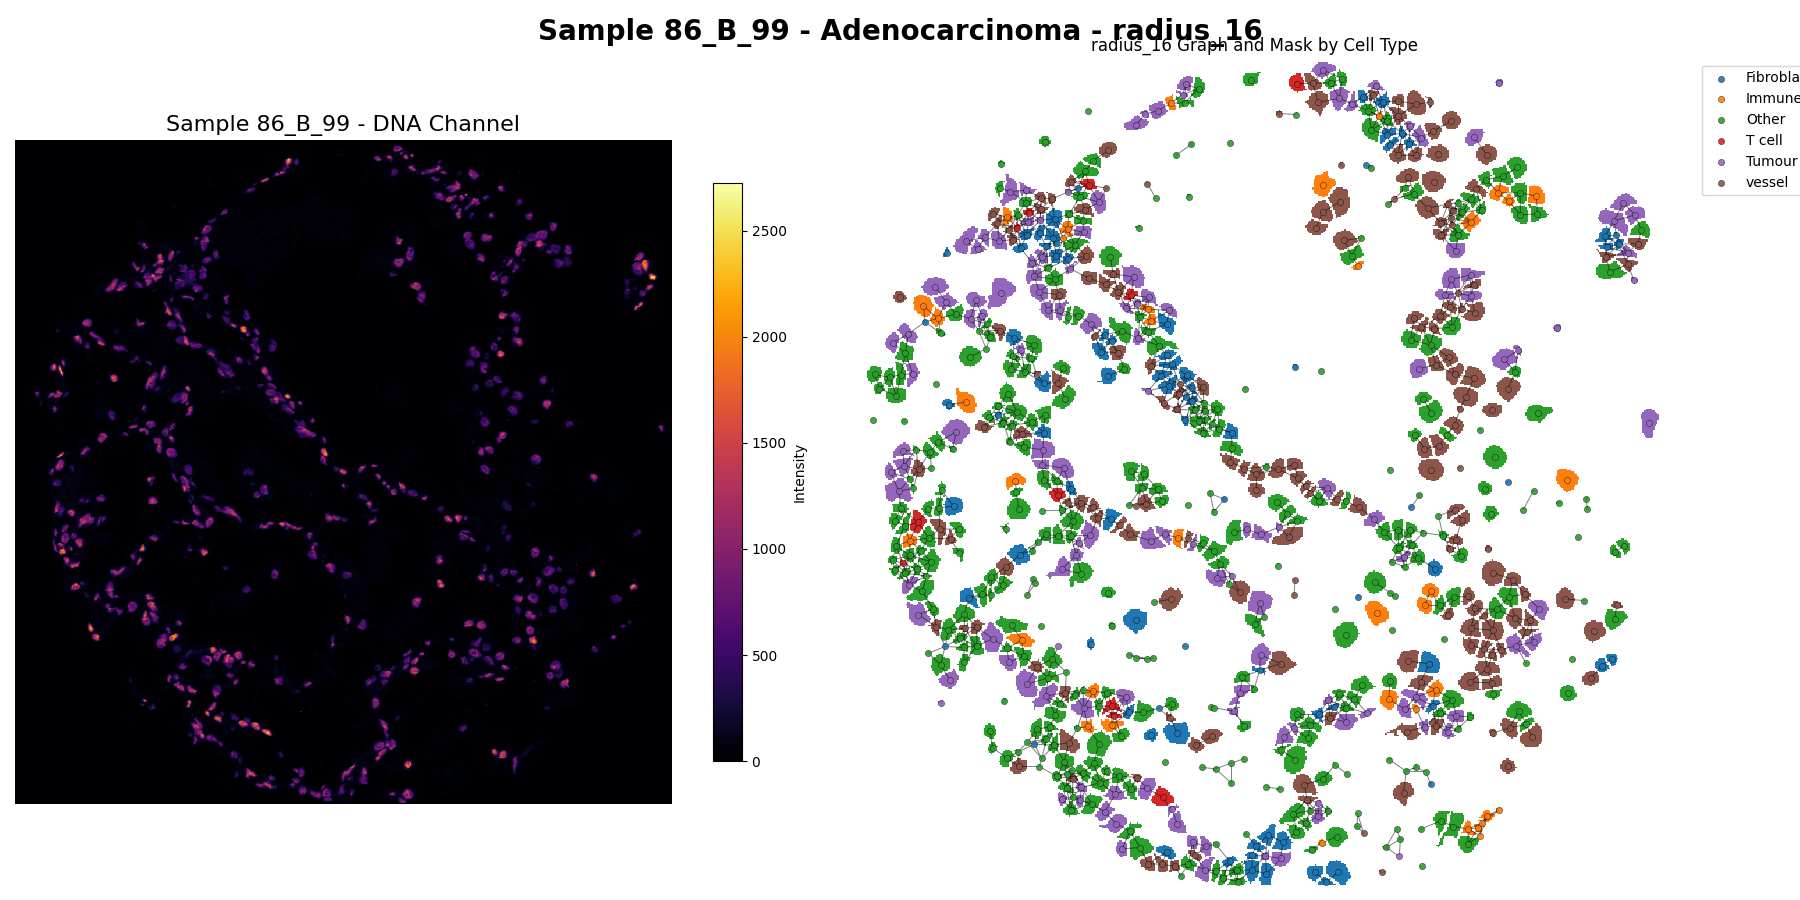 Sample 86_B_99 - Adenocarcinoma - radius_16
radius_16 Graph and Mask by Cell Type
Sample 86_B_99 - DNA Channel
2500
2000
1500
1000
500
0
Intensity
Fibrobla
Immune
Other
T cell
Tumour
vessel